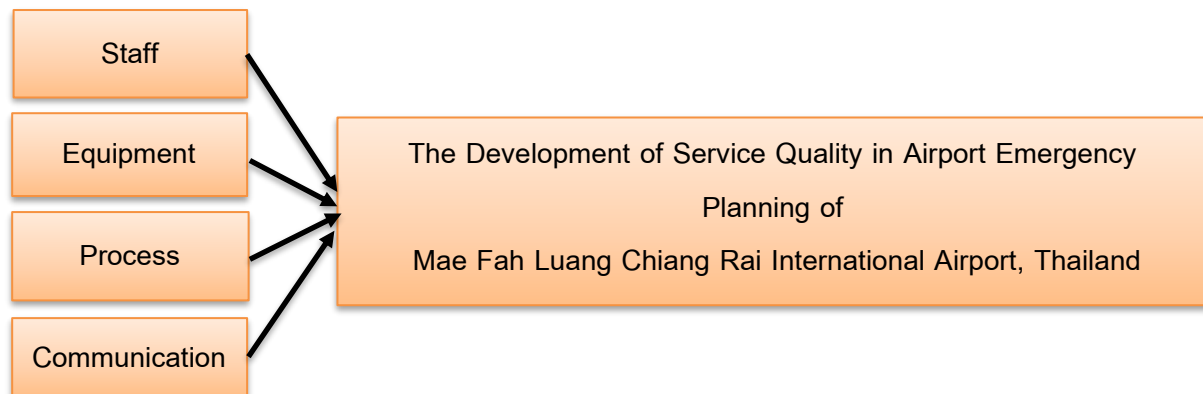 Staff
Equipment
Process
Communication
The Development of Service Quality in Airport Emergency
Planning of
Mae Fah Luang Chiang Rai International Airport, Thailand